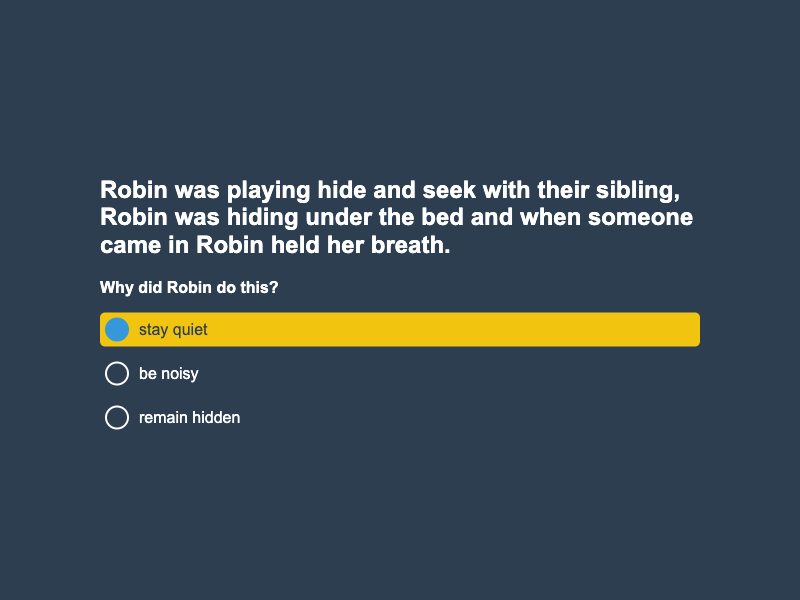 Robin was playing hide and seek with their sibling,
Robin was hiding under the bed and when someone
came in Robin held her breath.
Why did Robin do this?
stay quiet
be noisy
remain hidden